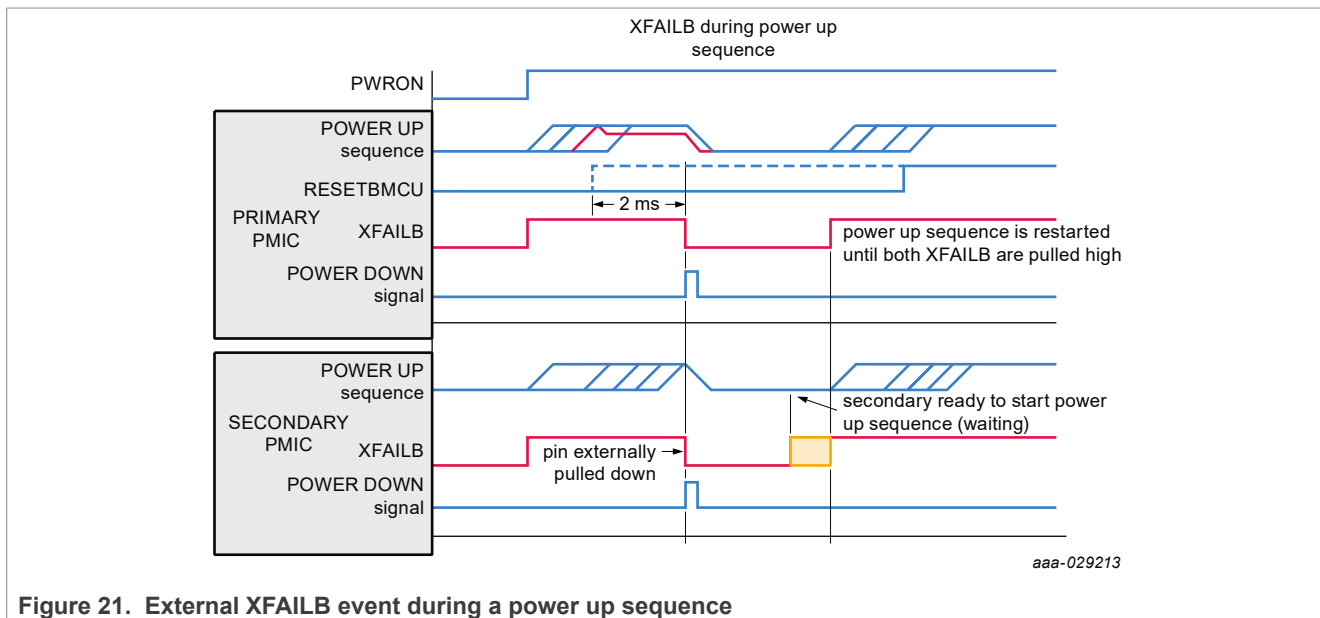 XFAILB during power up
sequence
PWRON
POWER UP
sequence
RESETBMCU
2 ms
PRIMARY
PMIC
XFAILB
power up sequence is restarted
until both XFAILB are pulled high
POWER DOWN
signal
POWER UP
sequence
secondary ready to start power
up sequence (waiting)
SECONDARY
PMIC
XFAILB
pin externally
pulled down
POWER DOWN
signal
aaa-029213
Figure 21. External XFAILB event during a power up sequence